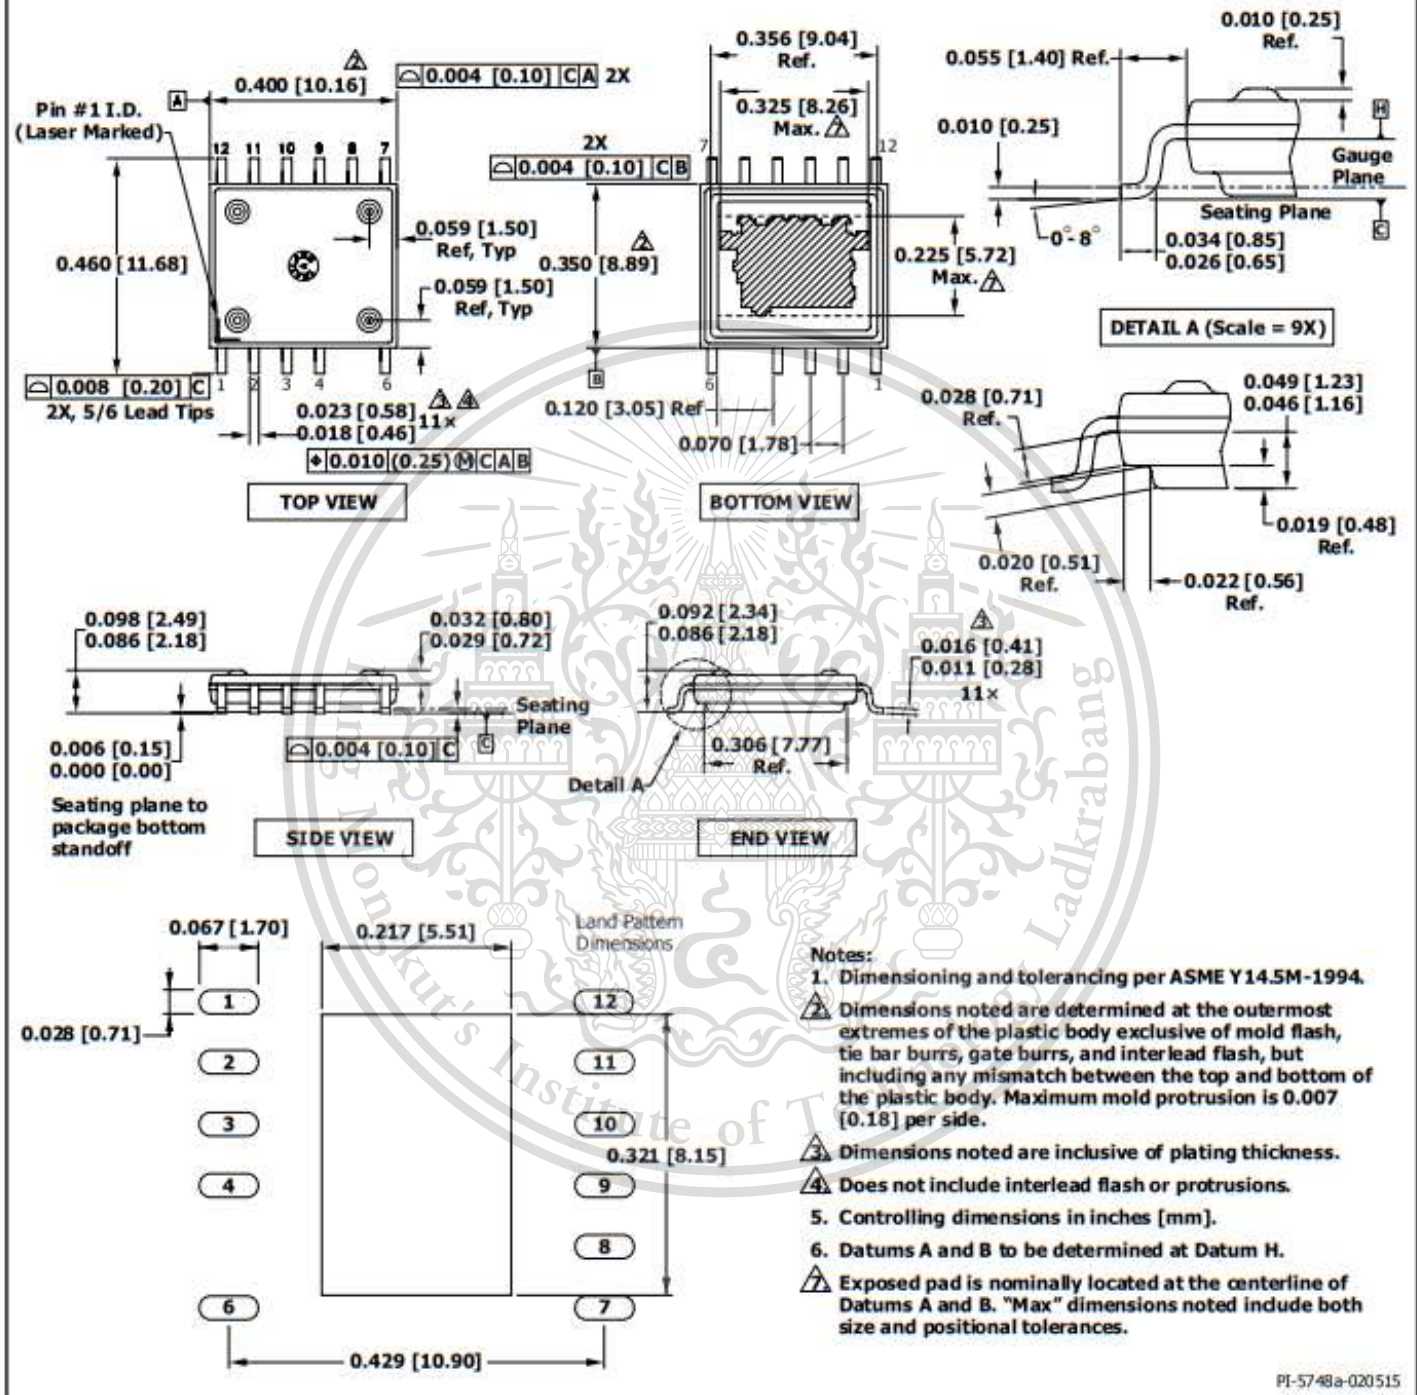 0.400 [10.16]
2
0.004 [0.10] C A 2X
Pin #1 I.D.
(Laser Marked)
A
12 11 10 9 8 7
0.460 [11.68]
0.059 [1.50]
Ref, Typ
0.059 [1.50]
Ref, Typ
0.008 [0.20] C
2X, 5/6 Lead Tips
1 2 3 4 6
0.023 [0.58]
0.018 [0.46]
11×
3 4
0.010 (0.25) M C A B
TOP VIEW
0.356 [9.04]
Ref.
0.325 [8.26]
Max. 7
2X
0.004 [0.10] C B
7 12
2
0.350 [8.89]
0.225 [5.72]
Max. 7
B
6 1
0.120 [3.05] Ref
0.070 [1.78]
BOTTOM VIEW
0.010 [0.25]
Ref.
0.055 [1.40] Ref.
0.010 [0.25]
H
Gauge
Plane
Seating Plane
C
0° - 8°
0.034 [0.85]
0.026 [0.65]
DETAIL A (Scale = 9X)
0.028 [0.71]
Ref.
0.049 [1.23]
0.046 [1.16]
0.019 [0.48]
Ref.
0.020 [0.51]
Ref.
0.022 [0.56]
Ref.
0.098 [2.49]
0.086 [2.18]
0.032 [0.80]
0.029 [0.72]
Seating
Plane
C
0.006 [0.15]
0.000 [0.00]
0.004 [0.10] C
Seating plane to
package bottom
standoff
SIDE VIEW
0.092 [2.34]
0.086 [2.18]
3
0.016 [0.41]
0.011 [0.28]
11×
0.306 [7.77]
Ref.
Detail A
END VIEW
0.067 [1.70]
0.217 [5.51]
Land Pattern
Dimensions
0.028 [0.71]
1 12
2 11
3 10
0.321 [8.15]
4 9
8
6 7
0.429 [10.90]
Notes:
1. Dimensioning and tolerancing per ASME Y14.5M-1994.
2. Dimensions noted are determined at the outermost
extremes of the plastic body exclusive of mold flash,
tie bar burrs, gate burrs, and interlead flash, but
including any mismatch between the top and bottom of
the plastic body. Maximum mold protrusion is 0.007
[0.18] per side.
3. Dimensions noted are inclusive of plating thickness.
4. Does not include interlead flash or protrusions.
5. Controlling dimensions in inches [mm].
6. Datums A and B to be determined at Datum H.
7. Exposed pad is nominally located at the centerline of
Datums A and B. "Max" dimensions noted include both
size and positional tolerances.
PI-5748a-020515
King Mongkut's Institute of Technology Ladkrabang